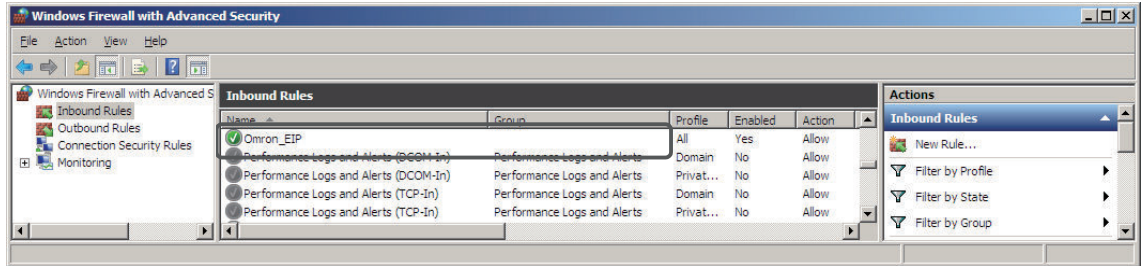 Windows Firewall with Advanced Security
File Action View Help
Windows Firewall with Advanced S
Inbound Rules
Outbound Rules
Connection Security Rules
Monitoring
Inbound Rules
Name Group Profile Enabled Action
Omron_EIP All Yes Allow
Performance Logs and Alerts (DCOM-In) Performance Logs and Alerts Domain No Allow
Performance Logs and Alerts (DCOM-In) Performance Logs and Alerts Privat... No Allow
Performance Logs and Alerts (TCP-In) Performance Logs and Alerts Domain No Allow
Performance Logs and Alerts (TCP-In) Performance Logs and Alerts Privat... No Allow
Actions
Inbound Rules
New Rule...
Filter by Profile
Filter by State
Filter by Group